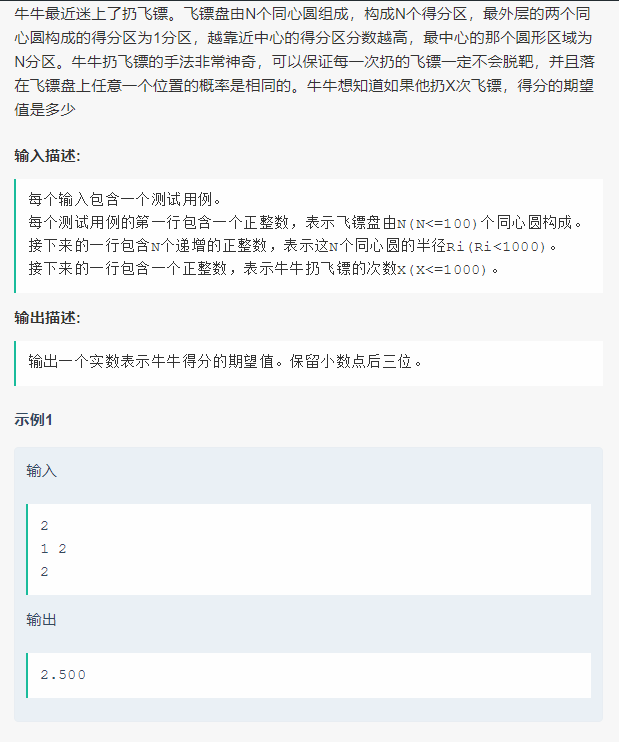 牛牛最近迷上了扔飞镖。飞镖盘由N个同心圆组成，构成N个得分区，最外层的两个同
心圆构成的得分区为1分区，越靠近中心的得分区分数越高，最中心的那个圆形区域为
N分区。牛牛扔飞镖的手法非常神奇，可以保证每一次扔的飞镖一定不会脱靶，并且落
在飞镖盘上任意一个位置的概率是相同的。牛牛想知道如果他扔X次飞镖，得分的期望
值是多少
输入描述:
每个输入包含一个测试用例。
每个测试用例的第一行包含一个正整数，表示飞镖盘由N(N<=100)个同心圆构成。
接下来的一行包含N个递增的正整数，表示这N个同心圆的半径Ri(Ri<1000)。
接下来的一行包含一个正整数，表示牛牛扔飞镖的次数X(X<=1000)。
输出描述:
输出一个实数表示牛牛得分的期望值。保留小数点后三位。
示例1
输入
2
1 2
2
输出
2.500